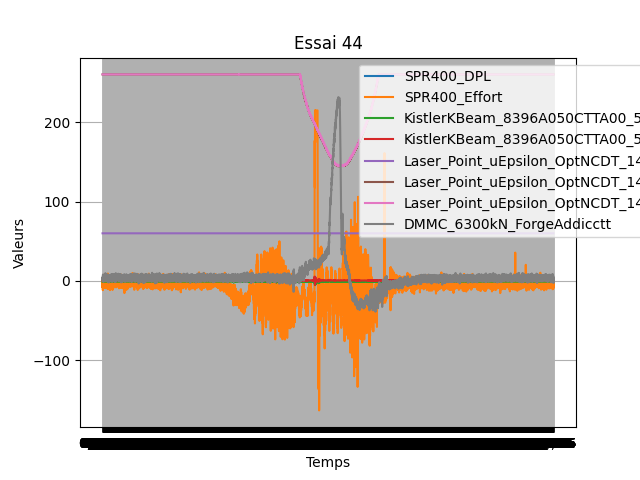 Essai 44
SPR400_DPL
SPR400_Effort
KistlerKBeam_8396A050CTTA00_5
KistlerKBeam_8396A050CTTA00_5
Laser_Point_uEpsilon_OptNCDT_14
Laser_Point_uEpsilon_OptNCDT_14
Laser_Point_uEpsilon_OptNCDT_14
DMMC_6300kN_ForgeAddicctt
200
100
0
−100
Valeurs
Temps